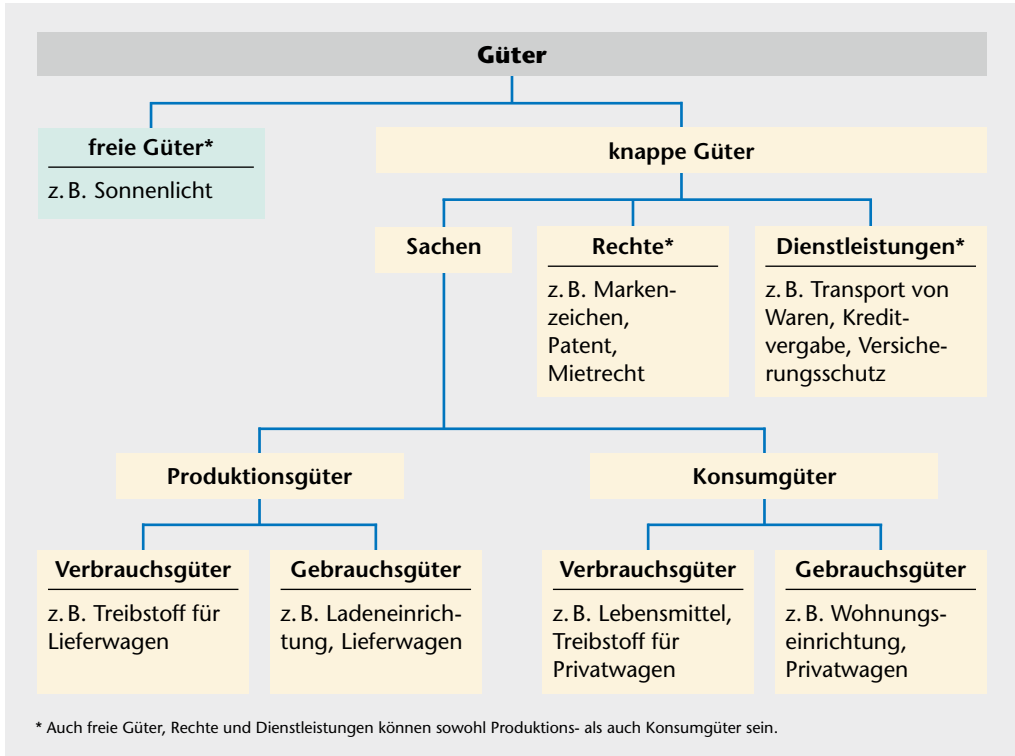 Güter
freie Güter*
z. B. Sonnenlicht
knappe Güter
Sachen
Rechte*
z. B. Marken-
zeichen,
Patent,
Mietrecht
Dienstleistungen*
z. B. Transport von
Waren, Kredit-
vergabe, Versiche-
rungsschutz
Produktionsgüter
Konsumgüter
Verbrauchsgüter
z. B. Treibstoff für
Lieferwagen
Gebrauchsgüter
z. B. Ladeneinrich-
tung, Lieferwagen
Verbrauchsgüter
z. B. Lebensmittel,
Treibstoff für
Privatwagen
Gebrauchsgüter
z. B. Wohnungs-
einrichtung,
Privatwagen
* Auch freie Güter, Rechte und Dienstleistungen können sowohl Produktions- als auch Konsumgüter sein.